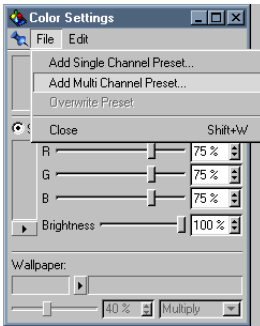 Color Settings
File Edit
Add Single Channel Preset...
Add Multi Channel Preset...
Overwrite Preset
Close Shift+W
R 75 %
G 75 %
B 75 %
Brightness 100 %
Wallpaper:
40 % Multiply